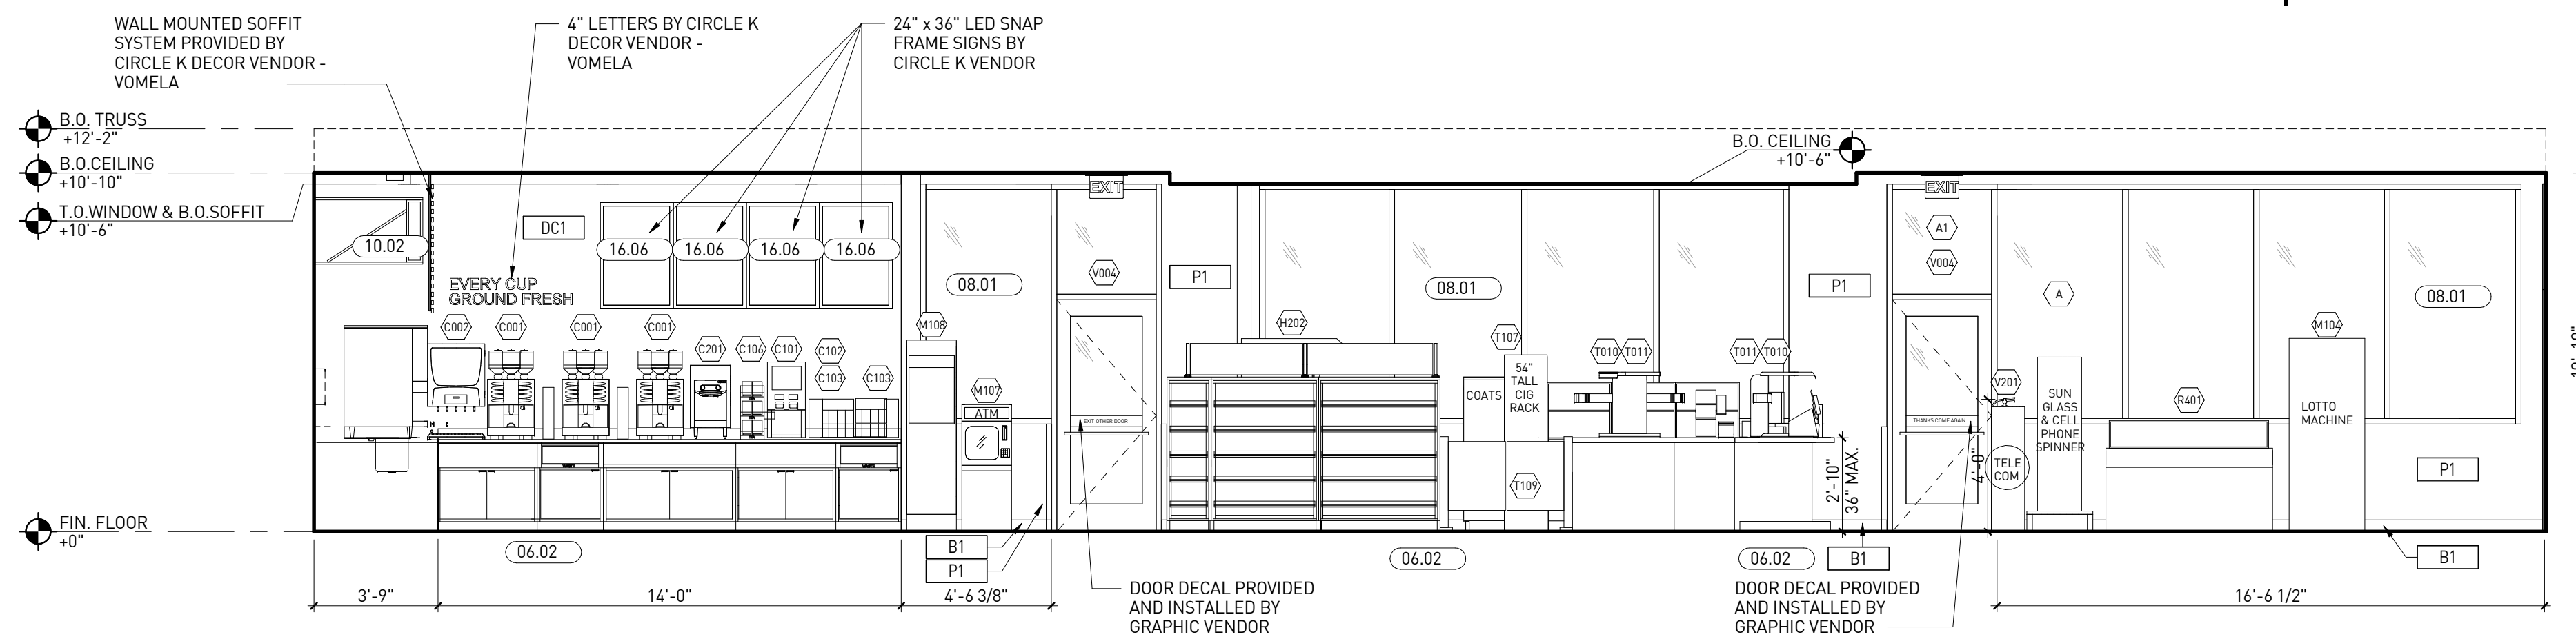 WALL MOUNTED SOFFIT
SYSTEM PROVIDED BY
CIRCLE K DECOR VENDOR -
VOMELA
4" LETTERS BY CIRCLE K
DECOR VENDOR -
VOMELA
24" x 36" LED SNAP
FRAME SIGNS BY
CIRCLE K VENDOR
B.O. TRUSS
+12'-2"
B.O.CEILING
+10'-10"
T.O.WINDOW & B.O.SOFFIT
+10'-6"
B.O. CEILING
+10'-6"
EXIT
EXIT
10.02
DC1
16.06
16.06
16.06
16.06
EVERY CUP
GROUND FRESH
08.01
V004
P1
08.01
P1
A1
V004
A
08.01
C002
C001
C001
C001
C201
C106
C101
C102
C103
C103
M108
M107
ATM
H202
T107
T010
T011
T011
T010
M104
V201
R401
EXIT OTHER DOOR
COATS
54"
TALL
CIG
RACK
T109
THANKS COME AGAIN
SUN
GLASS
& CELL
PHONE
SPINNER
LOTTO
MACHINE
TELE
COM
4'-0"
2'-10"
36" MAX.
P1
FIN. FLOOR
+0"
06.02
B1
P1
06.02
06.02
B1
B1
DOOR DECAL PROVIDED
AND INSTALLED BY
GRAPHIC VENDOR
DOOR DECAL PROVIDED
AND INSTALLED BY
GRAPHIC VENDOR
3'-9"
14'-0"
4'-6 3/8"
16'-6 1/2"